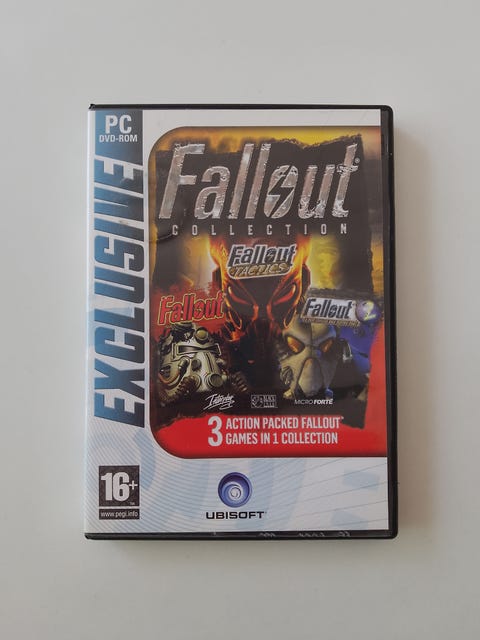 PC
DVD-ROM
EXCLUSIVE
Fallout
COLLECTION
Fallout
TACTICS
Fallout
Fallout 2
Interplay
MICROFORTÉ
3 ACTION PACKED FALLOUT
GAMES IN 1 COLLECTION
16+
www.pegi.info
UBISOFT